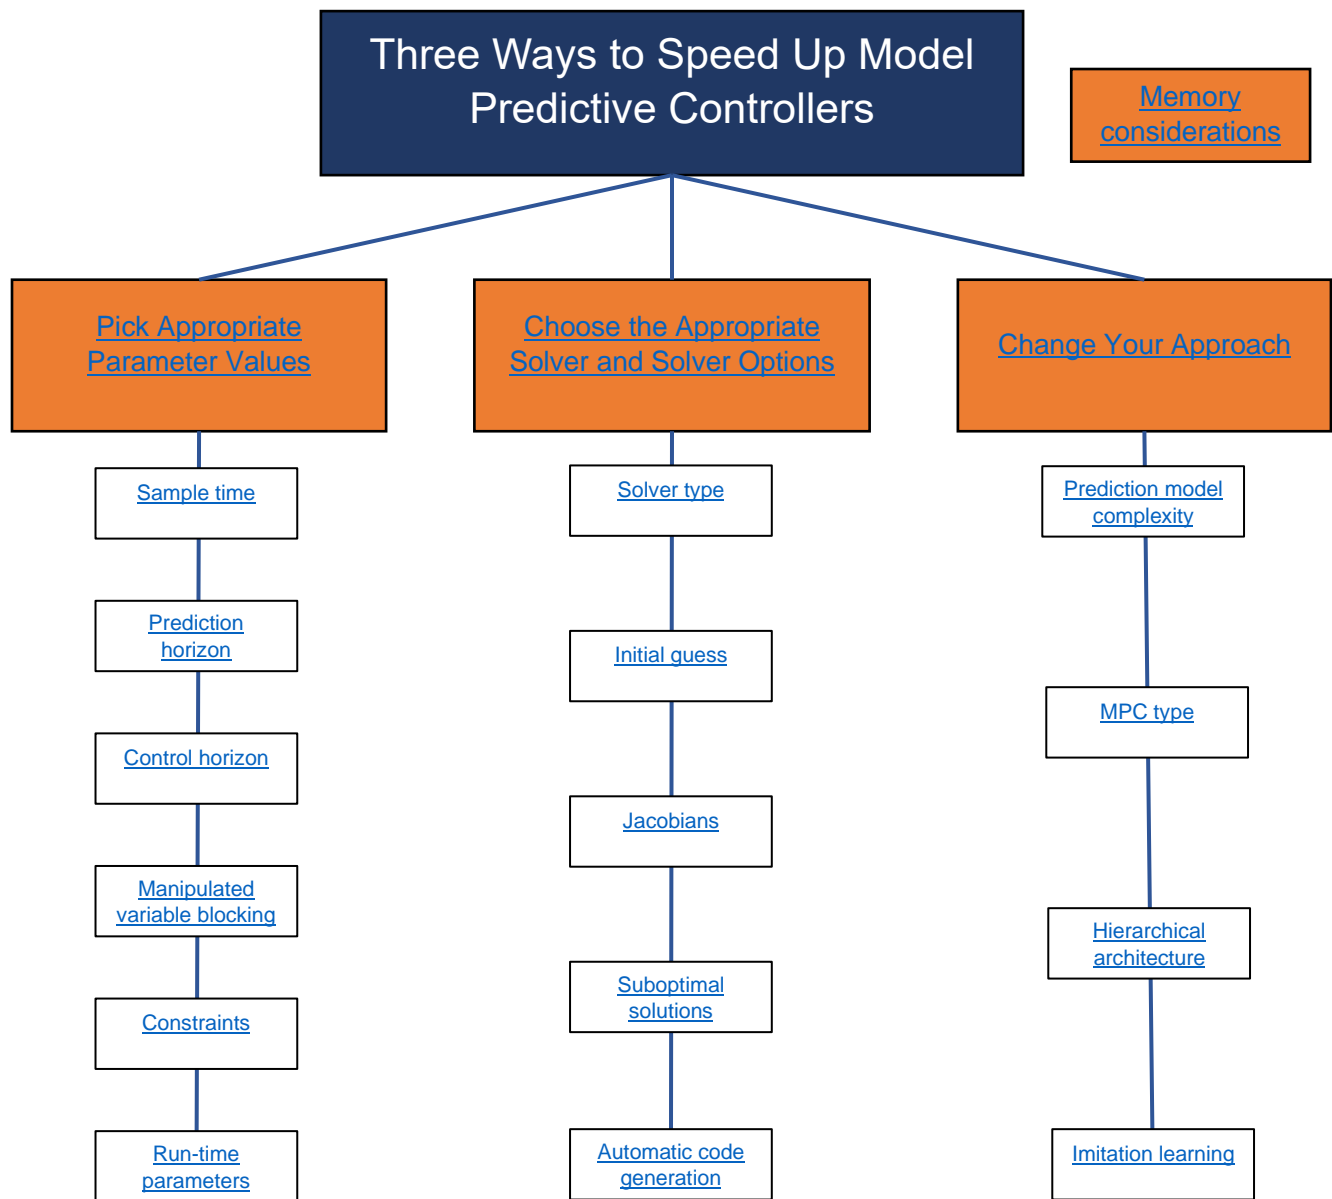 Three Ways to Speed Up Model
Predictive Controllers
Memory
considerations
Pick Appropriate
Parameter Values
Choose the Appropriate
Solver and Solver Options
Change Your Approach
Sample time
Prediction
horizon
Control horizon
Manipulated
variable blocking
Constraints
Run-time
parameters
Solver type
Initial guess
Jacobians
Suboptimal
solutions
Automatic code
generation
Prediction model
complexity
MPC type
Hierarchical
architecture
Imitation learning